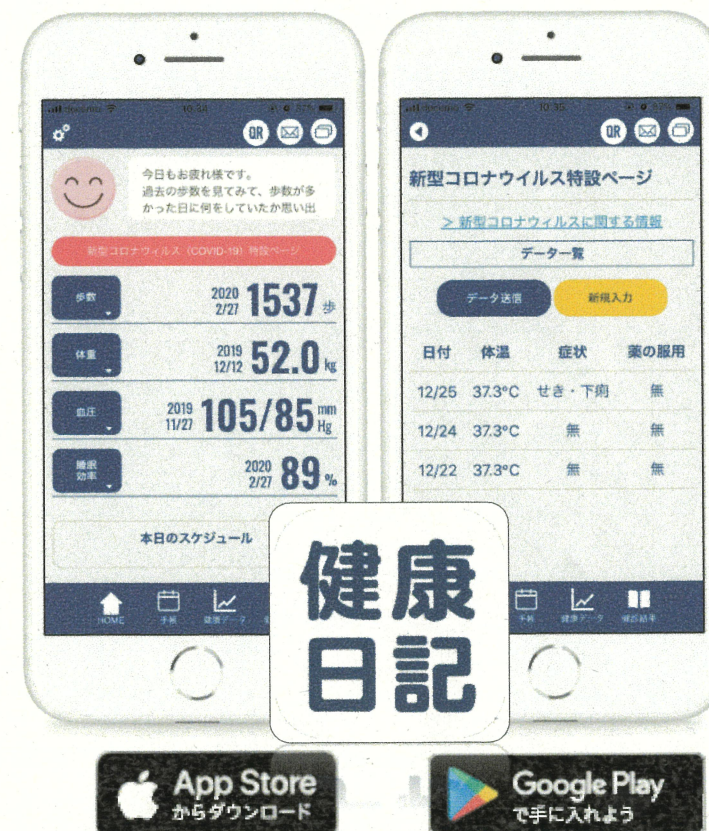 10:38
QR
今日もお疲れ様です。
過去の歩数を見てみて、歩数が多
かった日に何をしていたか思い出
新型コロナウィルス（COVID-19）特設ページ
歩数
2020
2/27
1537 歩
体重
2019
12/12
52.0 kg
血圧
2019
11/27
105/85 mm
Hg
睡眠
効率
2020
2/27
89 %
本日のスケジュール
HOME
手帳
健康データ
QR
新型コロナウイルス特設ページ
＞新型コロナウィルスに関する情報
データ一覧
データ送信
新規入力
日付 体温 症状 薬の服用
12/25 37.3°C せき・下痢 無
12/24 37.3°C 無 無
12/22 37.3°C 無 無
手帳
健康データ
健診結果
健康
日記
App Store
からダウンロード
Google Play
で手に入れよう